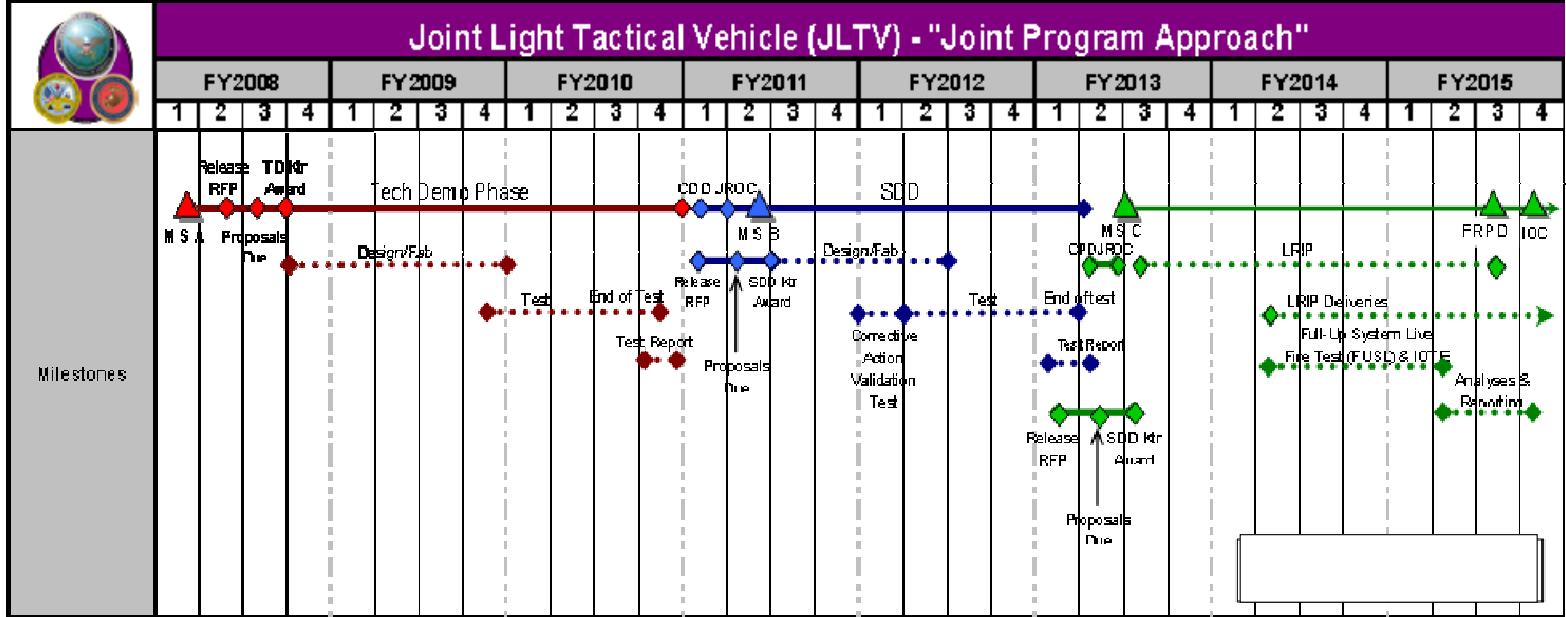 Joint Light Tactical Vehicle (JLTV) - "Joint Program Approach"
FY2008 FY2009 FY2010 FY2011 FY2012 FY2013 FY2014 FY2015
1 2 3 4 1 2 3 4 1 2 3 4 1 2 3 4 1 2 3 4 1 2 3 4 1 2 3 4 1 2 3 4
Milestones
Release
RFP
TD Ktr
Award
Tech Demo Phase
CDD JROC
SDD
MS A
Proposals
Due
MS B
MS C
FRPD
IOC
Design/Fab
Release
RFP
SDD Ktr
Award
Proposals
Due
Design/Fab
CPD JROC
LRIP
Test
End of Test
Test Report
Corrective
Action
Validation
Test
Test
End of test
Test Report
LRIP Deliveries
Full-Up System Live
Fire Test (FUSL) & IOTE
Analyses &
Reporting
Release
RFP
SDD Ktr
Award
Proposals
Due